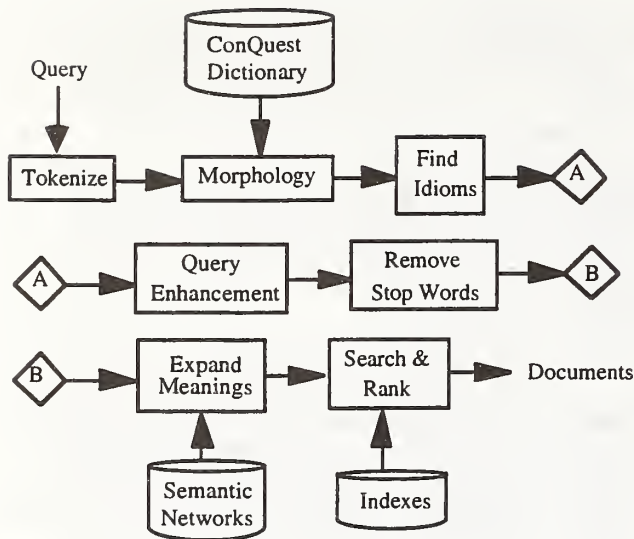 ConQuest
Dictionary
Query
Tokenize
Morphology
Find
Idioms
A
A
Query
Enhancement
Remove
Stop Words
B
B
Expand
Meanings
Search &
Rank
Documents
Semantic
Networks
Indexes